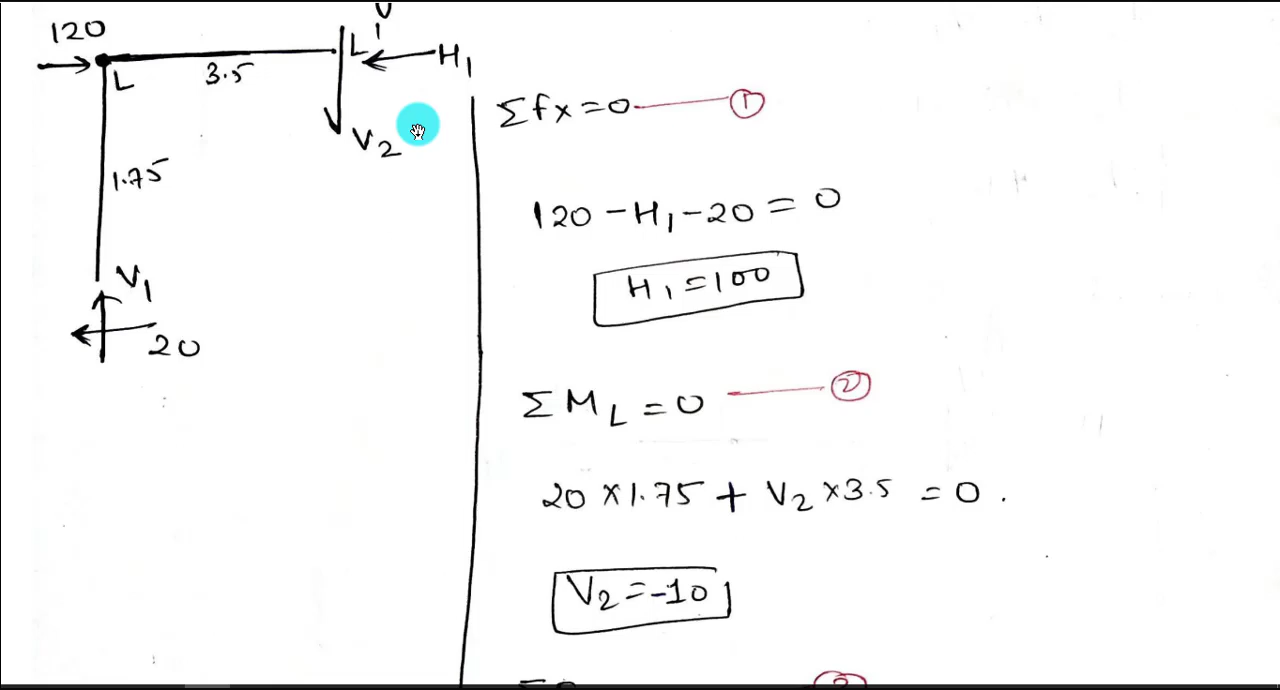 120
L
3.5
L
H1
V2
1.75
V1
20
Σfx=0 ①
120-H1-20=0
H1=100
ΣML=0 ②
20×1.75+V2×3.5=0.
V2=-10